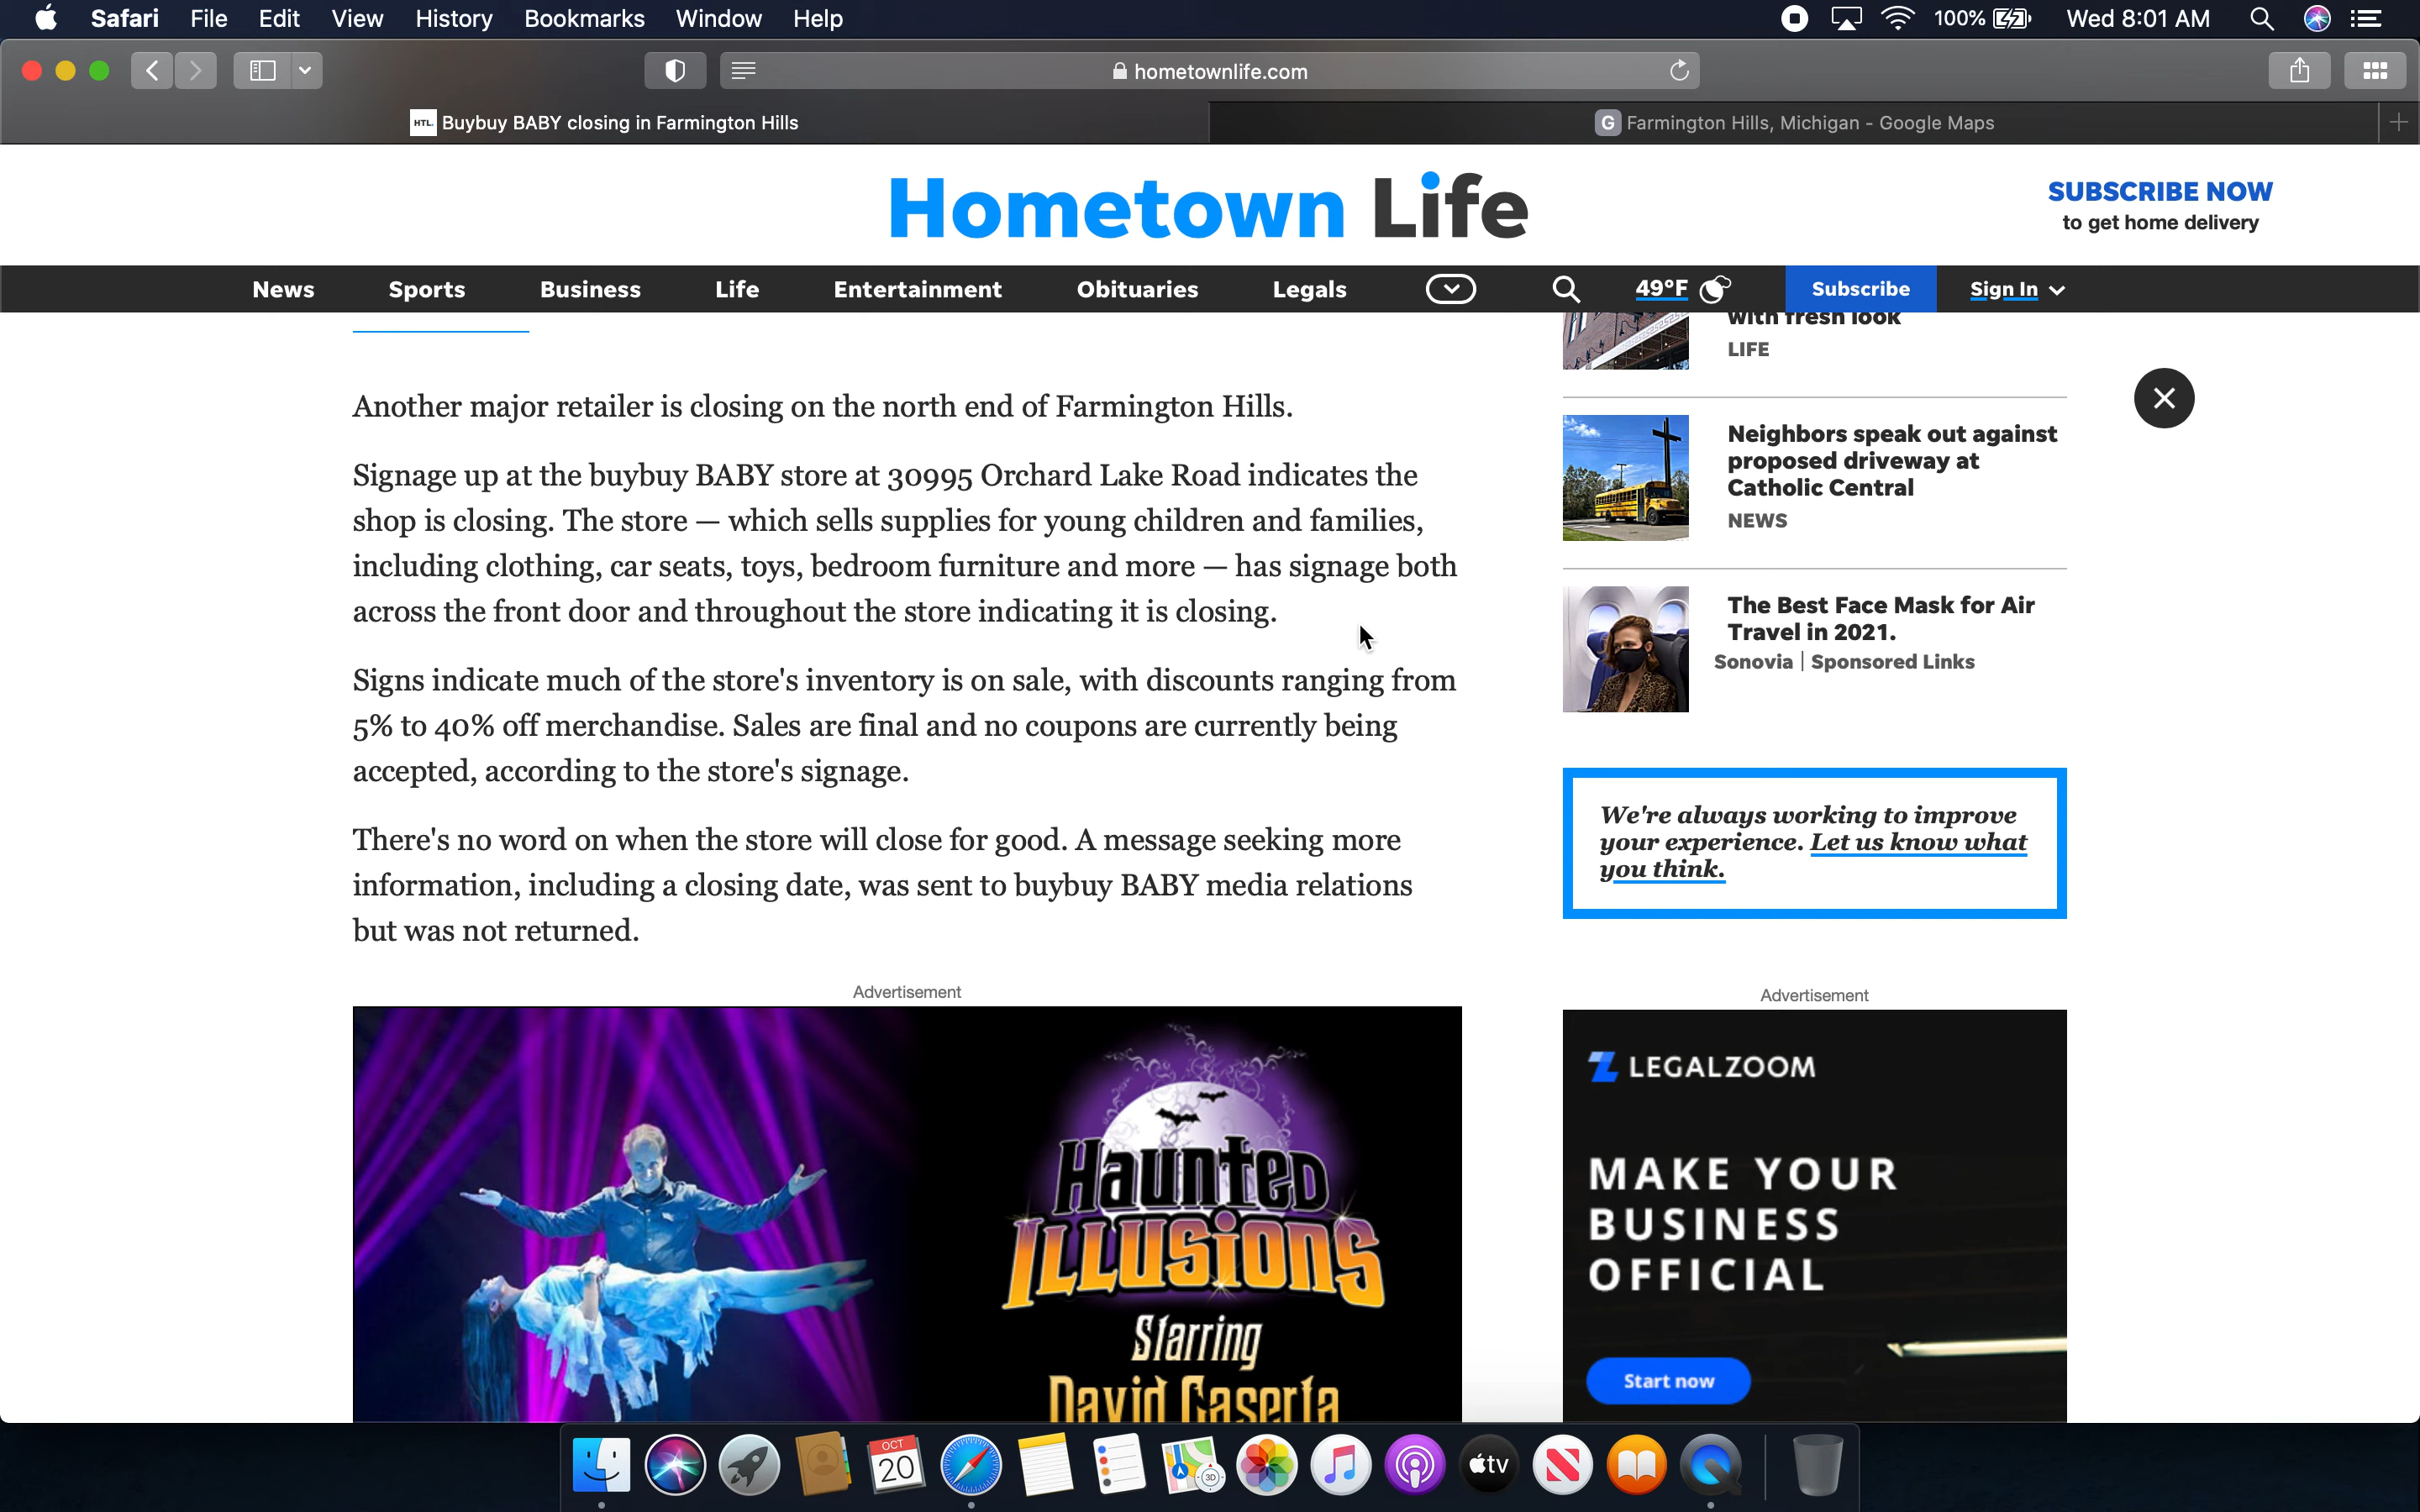 Safari File Edit View History Bookmarks Window Help 100% Wed 8:01 AM
hometownlife.com
HTL. Buybuy BABY closing in Farmington Hills
G Farmington Hills, Michigan - Google Maps
Hometown Life
SUBSCRIBE NOW
to get home delivery
News Sports Business Life Entertainment Obituaries Legals 49°F Subscribe Sign In
Another major retailer is closing on the north end of Farmington Hills.
Signage up at the buybuy BABY store at 30995 Orchard Lake Road indicates the
shop is closing. The store — which sells supplies for young children and families,
including clothing, car seats, toys, bedroom furniture and more — has signage both
across the front door and throughout the store indicating it is closing.
Signs indicate much of the store's inventory is on sale, with discounts ranging from
5% to 40% off merchandise. Sales are final and no coupons are currently being
accepted, according to the store's signage.
There's no word on when the store will close for good. A message seeking more
information, including a closing date, was sent to buybuy BABY media relations
but was not returned.
Advertisement
Haunted
Illusions
Starring
David Caserta
with fresh look
LIFE
Neighbors speak out against
proposed driveway at
Catholic Central
NEWS
The Best Face Mask for Air
Travel in 2021.
Sonovia | Sponsored Links
We're always working to improve
your experience. Let us know what
you think.
Advertisement
LEGALZOOM
MAKE YOUR
BUSINESS
OFFICIAL
Start now
OCT
20
3D
tv